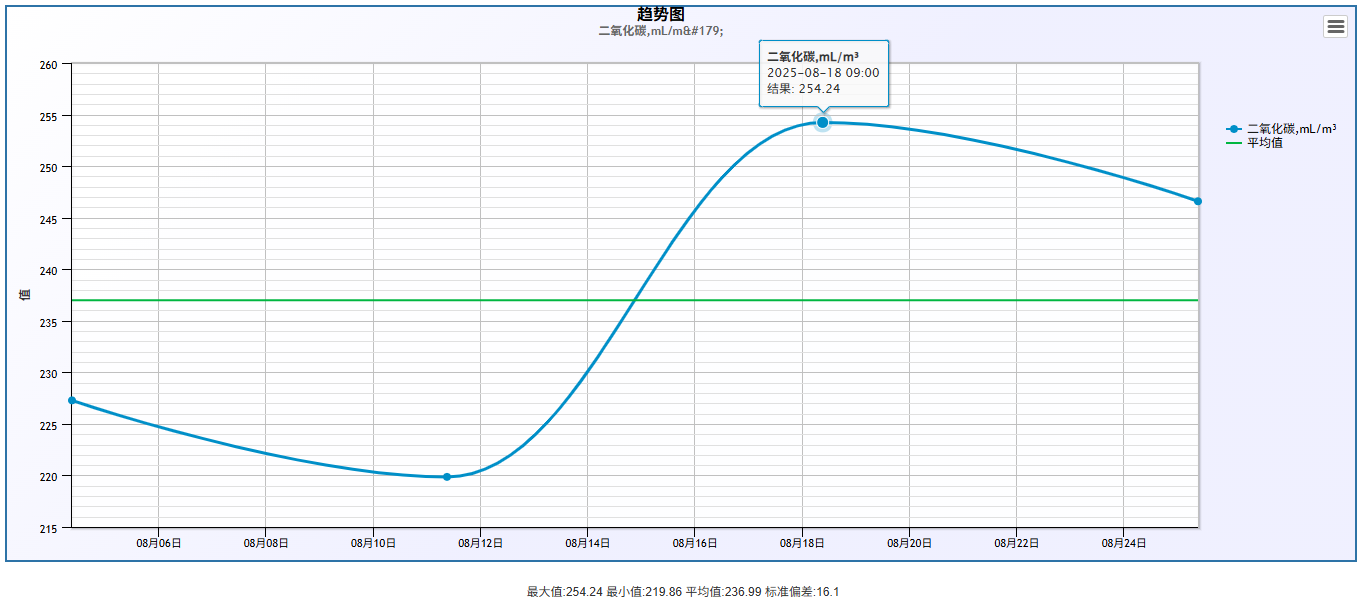 趋势图
二氧化碳,mL/m&#179;
二氧化碳,mL/m³
2025-08-18 09:00
结果: 254.24
260
255
250
245
240
235
230
225
220
215
值
二氧化碳,mL/m³
平均值
08月06日 08月08日 08月10日 08月12日 08月14日 08月16日 08月18日 08月20日 08月22日 08月24日
最大值:254.24 最小值:219.86 平均值:236.99 标准偏差:16.1